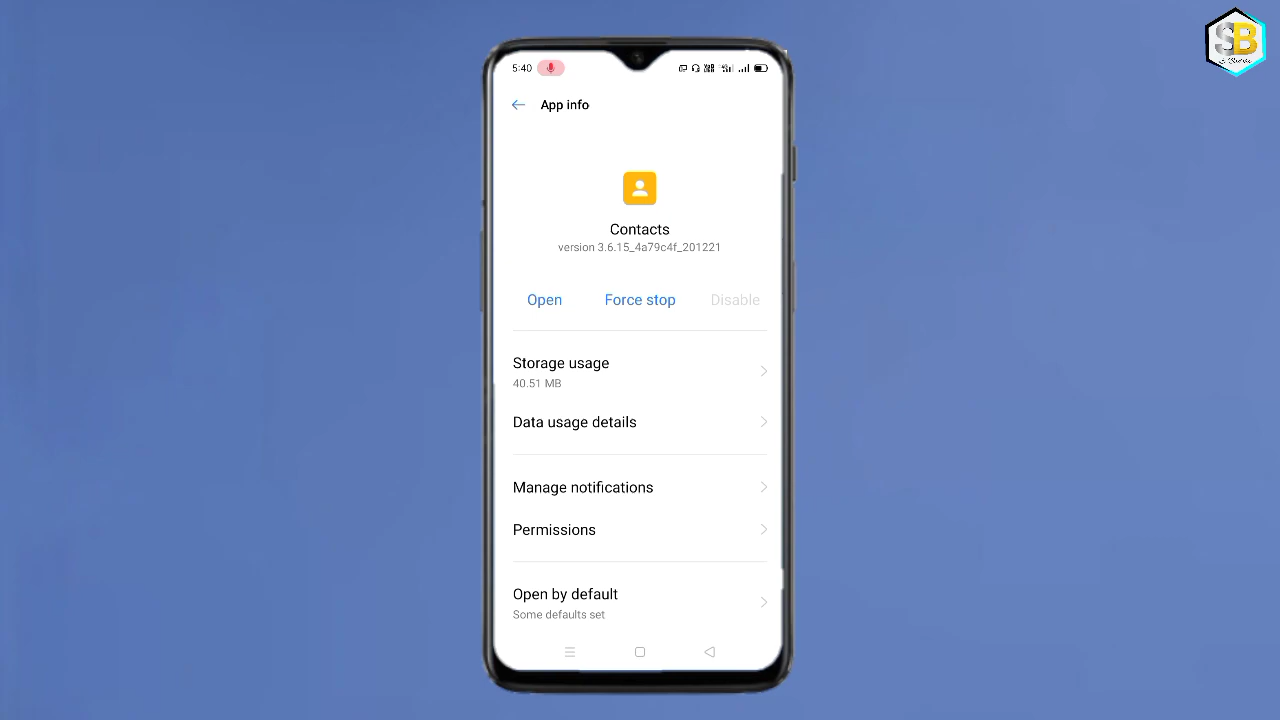 5:40
App info
Contacts
version 3.6.15_4a79c4f_201221
Open Force stop Disable
Storage usage
40.51 MB
Data usage details
Manage notifications
Permissions
Open by default
Some defaults set
SB